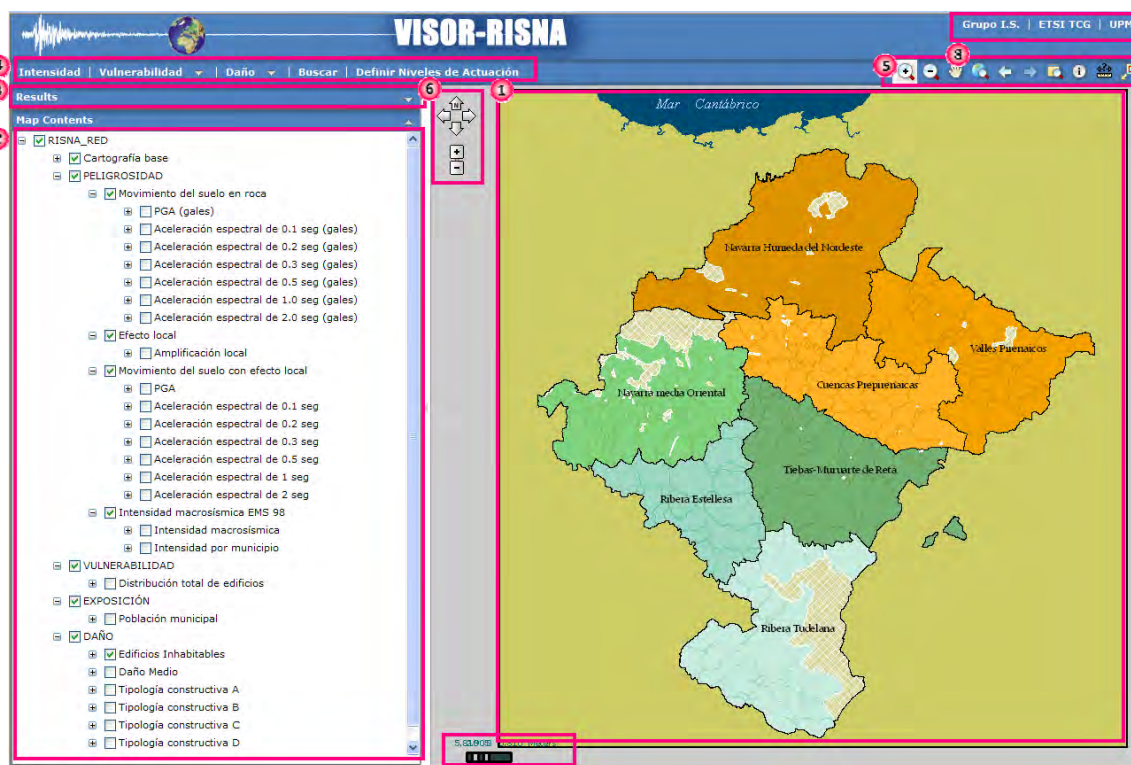 VISOR-RISNA
Grupo I.S. | ETSI TCG | UPM
Intensidad | Vulnerabilidad | Daño | Buscar | Definir Niveles de Actuación
4
5
3
Results
6
1
Map Contents
2
RISNA_RED
Cartografía base
PELIGROSIDAD
Movimiento del suelo en roca
PGA (gales)
Aceleración espectral de 0.1 seg (gales)
Aceleración espectral de 0.2 seg (gales)
Aceleración espectral de 0.3 seg (gales)
Aceleración espectral de 0.5 seg (gales)
Aceleración espectral de 1.0 seg (gales)
Aceleración espectral de 2.0 seg (gales)
Efecto local
Amplificación local
Movimiento del suelo con efecto local
PGA
Aceleración espectral de 0.1 seg
Aceleración espectral de 0.2 seg
Aceleración espectral de 0.3 seg
Aceleración espectral de 0.5 seg
Aceleración espectral de 1 seg
Aceleración espectral de 2 seg
Intensidad macrosísmica EMS 98
Intensidad macrosísmica
Intensidad por municipio
VULNERABILIDAD
Distribución total de edificios
EXPOSICIÓN
Población municipal
DAÑO
Edificios Inhabitables
Daño Medio
Tipología constructiva A
Tipología constructiva B
Tipología constructiva C
Tipología constructiva D
N
Mar Cantábrico
Navarra Humeda del Nordeste
Valles Pirenaicos
Cuencas Prepirenaicas
Navarra media Oriental
Tiebas-Muruarte de Reta
Ribera Estellesa
Ribera Tudelana